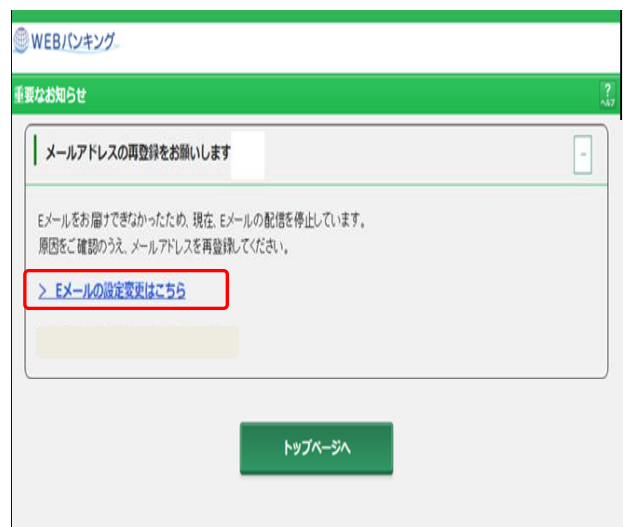 WEBバンキング
重要なお知らせ
?
ヘルプ
メールアドレスの再登録をお願いします
-
Eメールをお届けできなかったため、現在、Eメールの配信を停止しています。
原因をご確認のうえ、メールアドレスを再登録してください。
> Eメールの設定変更はこちら
トップページへ